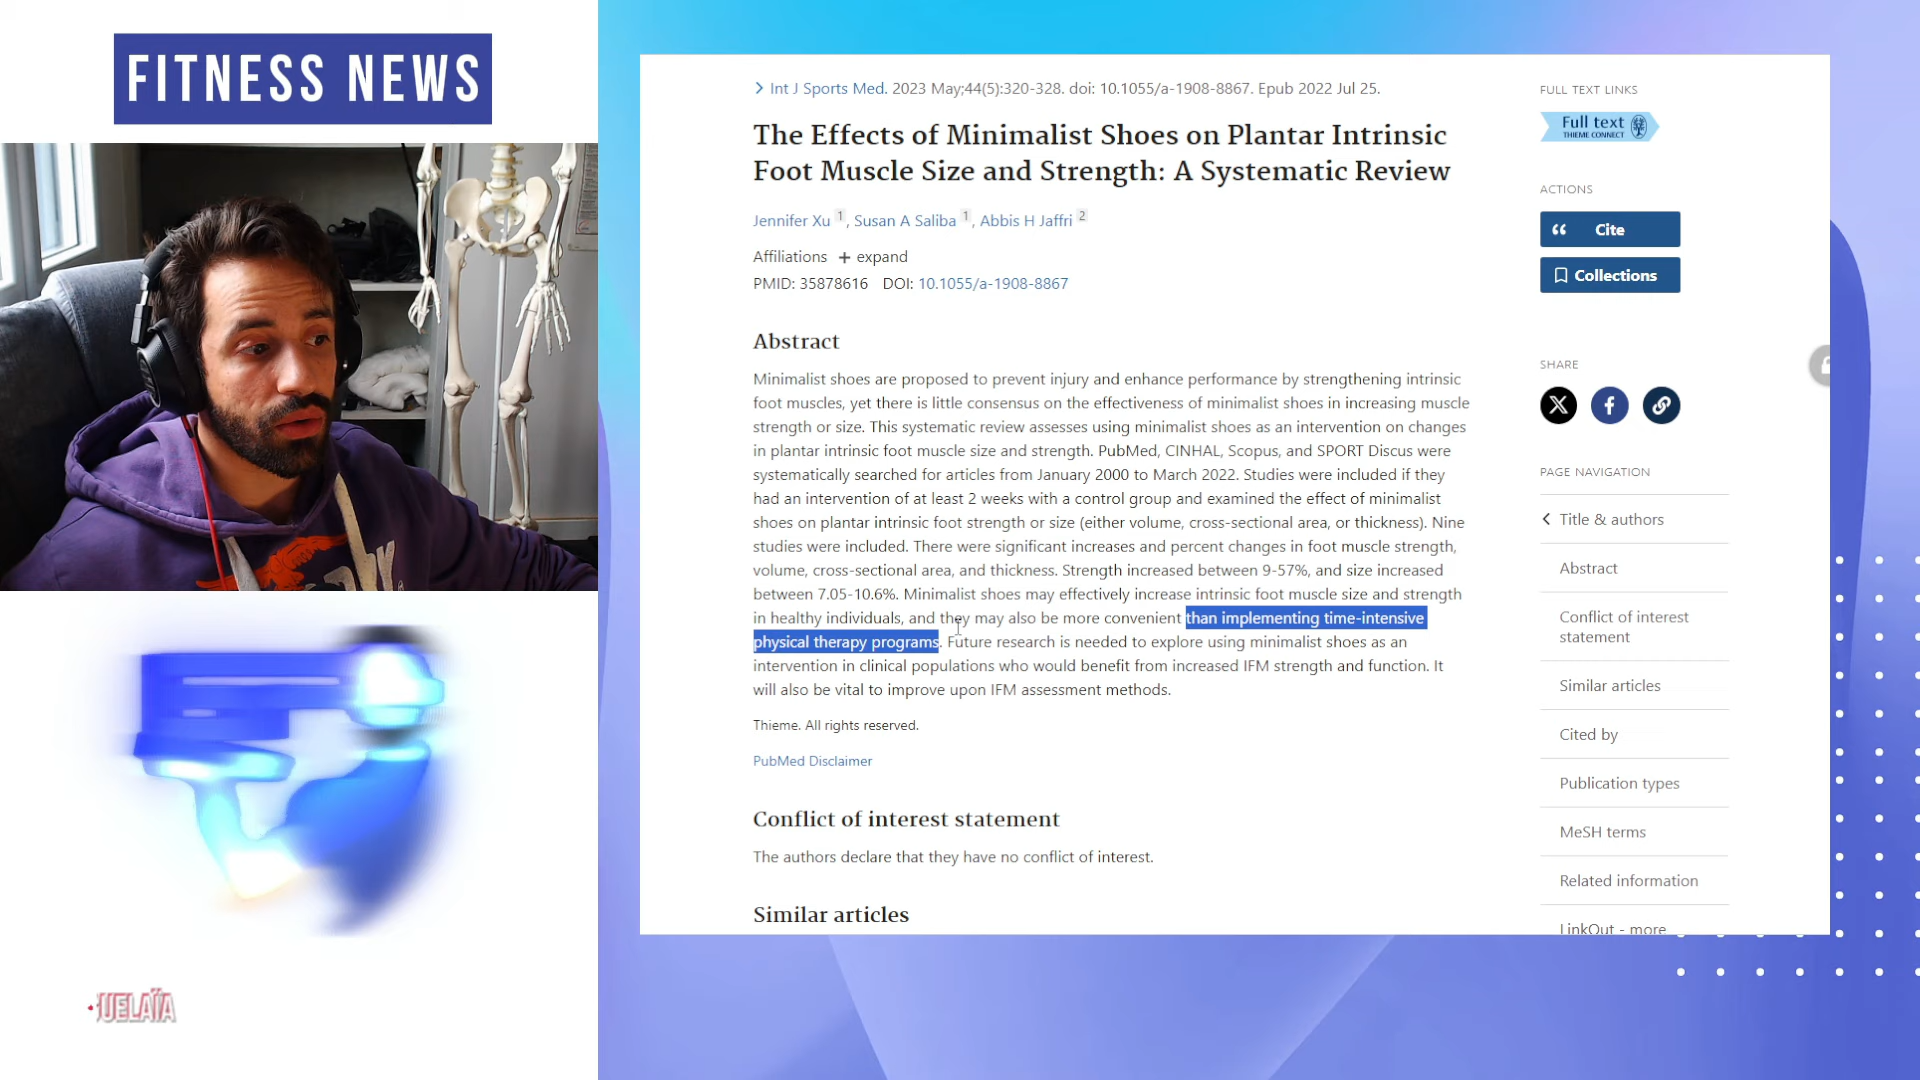 FITNESS NEWS
Int J Sports Med. 2023 May;44(5):320-328. doi: 10.1055/a-1908-8867. Epub 2022 Jul 25.
The Effects of Minimalist Shoes on Plantar Intrinsic
Foot Muscle Size and Strength: A Systematic Review
Jennifer Xu 1, Susan A Saliba 1, Abbis H Jaffri 2
Affiliations + expand
PMID: 35878616 DOI: 10.1055/a-1908-8867
Abstract
Minimalist shoes are proposed to prevent injury and enhance performance by strengthening intrinsic
foot muscles, yet there is little consensus on the effectiveness of minimalist shoes in increasing muscle
strength or size. This systematic review assesses using minimalist shoes as an intervention on changes
in plantar intrinsic foot muscle size and strength. PubMed, CINHAL, Scopus, and SPORT Discus were
systematically searched for articles from January 2000 to March 2022. Studies were included if they
had an intervention of at least 2 weeks with a control group and examined the effect of minimalist
shoes on plantar intrinsic foot strength or size (either volume, cross-sectional area, or thickness). Nine
studies were included. There were significant increases and percent changes in foot muscle strength,
volume, cross-sectional area, and thickness. Strength increased between 9-57%, and size increased
between 7.05-10.6%. Minimalist shoes may effectively increase intrinsic foot muscle size and strength
in healthy individuals, and they may also be more convenient than implementing time-intensive
physical therapy programs. Future research is needed to explore using minimalist shoes as an
intervention in clinical populations who would benefit from increased IFM strength and function. It
will also be vital to improve upon IFM assessment methods.
Thieme. All rights reserved.
PubMed Disclaimer
Conflict of interest statement
The authors declare that they have no conflict of interest.
Similar articles
FULL TEXT LINKS
Full text
THIEME CONNECT
ACTIONS
Cite
Collections
SHARE
PAGE NAVIGATION
Title & authors
Abstract
Conflict of interest
statement
Similar articles
Cited by
Publication types
MeSH terms
Related information
LinkOut - more
UELAÏA